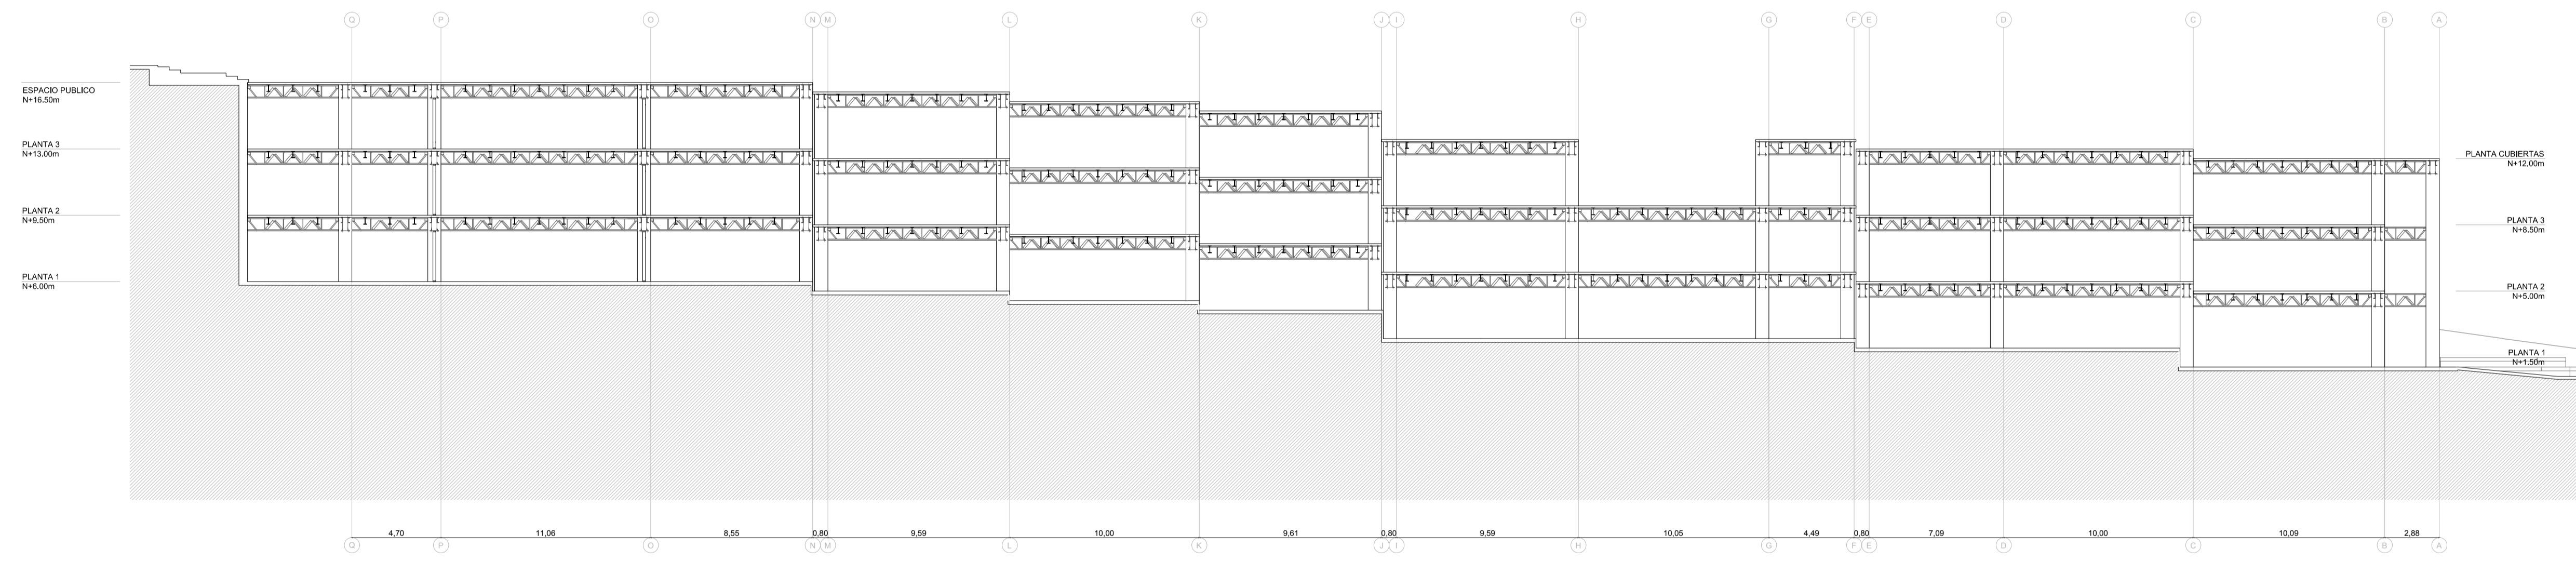 Q P O N M L K J I H G F E D C B A
ESPACIO PUBLICO
N+16.50m
PLANTA 3
N+13.00m
PLANTA 2
N+9.50m
PLANTA 1
N+6.00m
PLANTA CUBIERTAS
N+12.00m
PLANTA 3
N+8.50m
PLANTA 2
N+5.00m
PLANTA 1
N+1.50m
4,70 11,06 8,55 0,80 9,59 10,00 9,61 0,80 9,59 10,05 4,49 0,80 7,09 10,00 10,09 2,88
Q P O N M L K J I H G F E D C B A